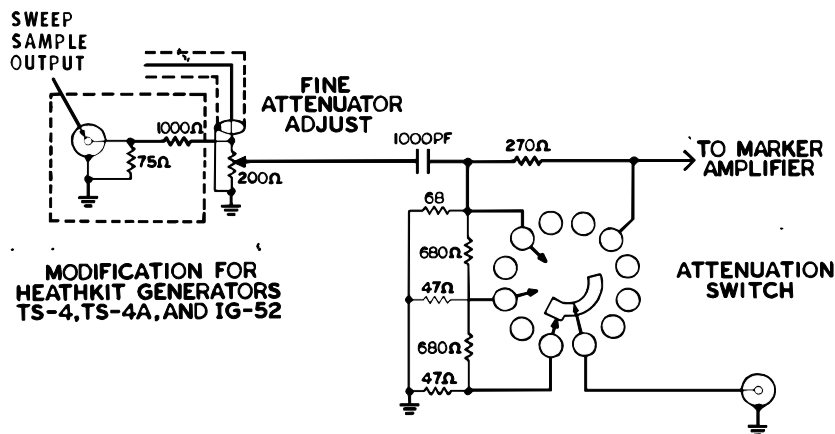 SWEEP
SAMPLE
OUTPUT
FINE
ATTENUATOR
ADJUST
1000Ω
75Ω
200Ω
1000PF
270Ω
TO MARKER
AMPLIFIER
68
680Ω
47Ω
680Ω
47Ω
ATTENUATION
SWITCH
MODIFICATION FOR
HEATHKIT GENERATORS
TS-4, TS-4A, AND IG-52